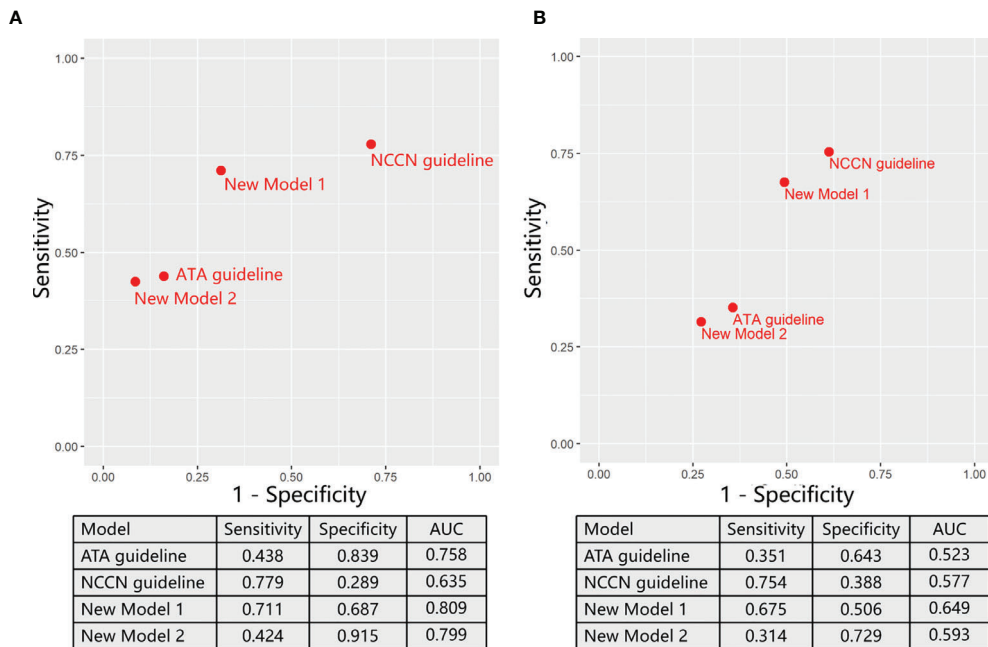 A
1.00
0.75
0.50
0.25
0.00
Sensitivity
NCCN guideline
New Model 1
ATA guideline
New Model 2
0.00 0.25 0.50 0.75 1.00
1 - Specificity
Model Sensitivity Specificity AUC
ATA guideline 0.438 0.839 0.758
NCCN guideline 0.779 0.289 0.635
New Model 1 0.711 0.687 0.809
New Model 2 0.424 0.915 0.799
B
1.00
0.75
0.50
0.25
0.00
Sensitivity
NCCN guideline
New Model 1
ATA guideline
New Model 2
0.00 0.25 0.50 0.75 1.00
1 - Specificity
Model Sensitivity Specificity AUC
ATA guideline 0.351 0.643 0.523
NCCN guideline 0.754 0.388 0.577
New Model 1 0.675 0.506 0.649
New Model 2 0.314 0.729 0.593